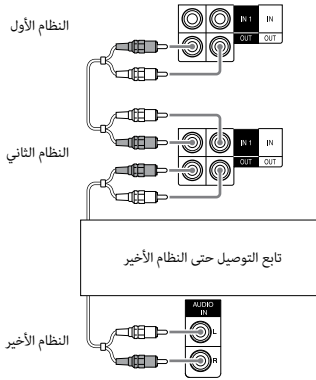 النظام الأول
IN 1 IN
OUT OUT
النظام الثاني
IN 1 IN
OUT OUT
تابع التوصيل حتى النظام الأخير
النظام الأخير
AUDIO
IN
L
R